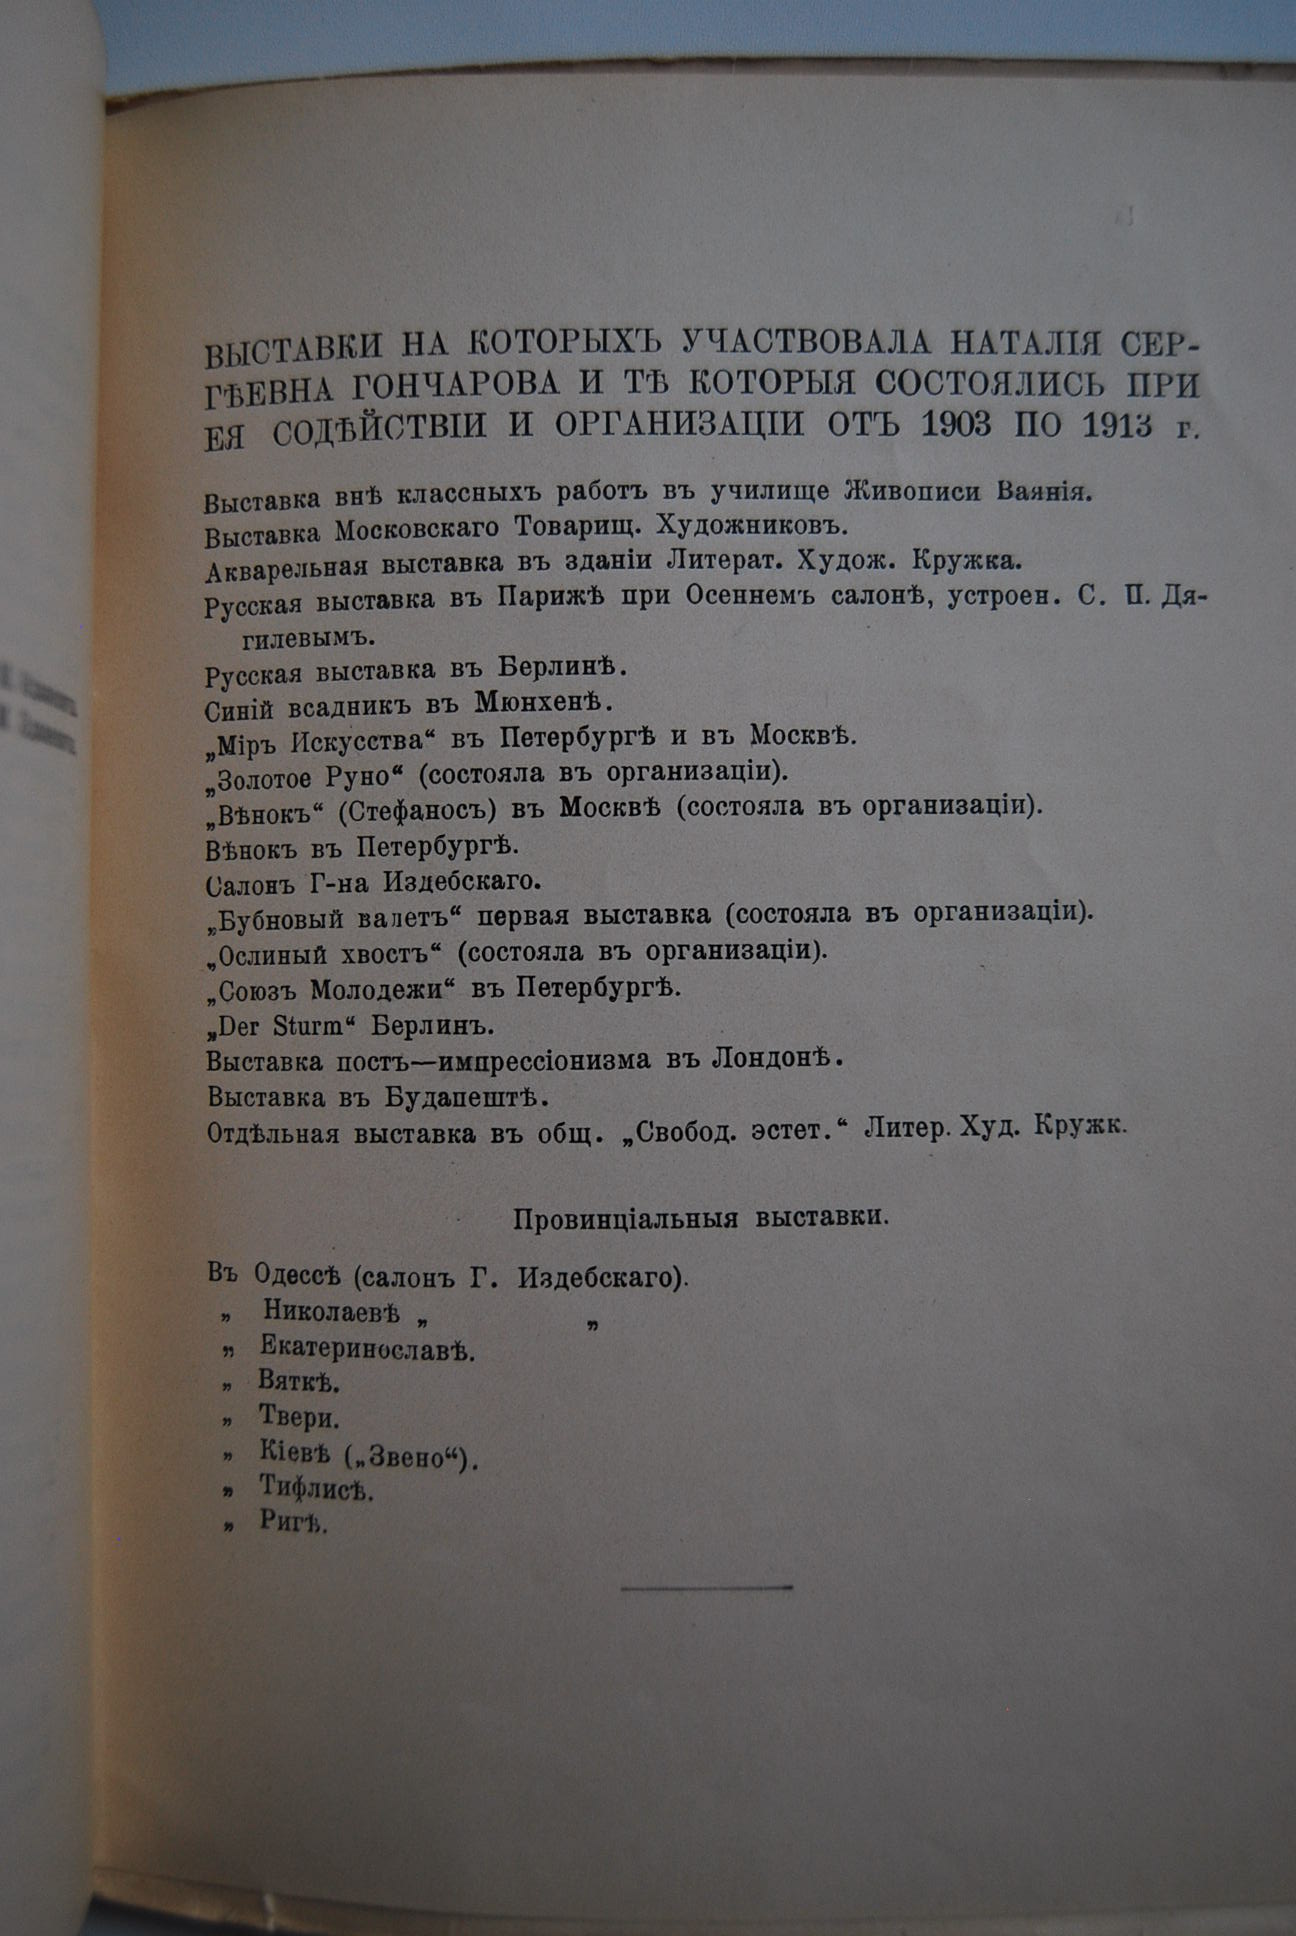 ВЫСТАВКИ НА КОТОРЫХЪ УЧАСТВОВАЛА НАТАЛІЯ СЕР-
ГѢЕВНА ГОНЧАРОВА И ТѢ КОТОРЫЯ СОСТОЯЛИСЬ ПРИ
ЕЯ СОДѢЙСТВІИ И ОРГАНИЗАЦІИ ОТЪ 1903 ПО 1913 г.
Выставка внѣ классныхъ работъ въ училище Живописи Ваянія.
Выставка Московскаго Товарищ. Художниковъ.
Акварельная выставка въ зданіи Литерат. Худож. Кружка.
Русская выставка въ Парижѣ при Осеннемъ салонѣ, устроен. С. П. Дя-
гилевымъ.
Русская выставка въ Берлинѣ.
Синій всадникъ въ Мюнхенѣ.
„Міръ Искусства“ въ Петербургѣ и въ Москвѣ.
„Золотое Руно“ (состояла въ организаціи).
„Вѣнокъ“ (Стефаносъ) въ Москвѣ (состояла въ организаціи).
Вѣнокъ въ Петербургѣ.
Салонъ Г-на Издебскаго.
„Бубновый валетъ“ первая выставка (состояла въ организаціи).
„Ослиный хвостъ“ (состояла въ организаціи).
„Союзъ Молодежи“ въ Петербургѣ.
„Der Sturm“ Берлинъ.
Выставка постъ—импрессіонизма въ Лондонѣ.
Выставка въ Будапештѣ.
Отдѣльная выставка въ общ. „Свобод. эстет.“ Литер. Худ. Кружк.
Провинціальныя выставки.
Въ Одессѣ (салонъ Г. Издебскаго).
„ Николаевѣ „ „
„ Екатеринославѣ.
„ Вяткѣ.
„ Твери.
„ Кіевѣ („Звено“).
„ Тифлисѣ.
„ Ригѣ.